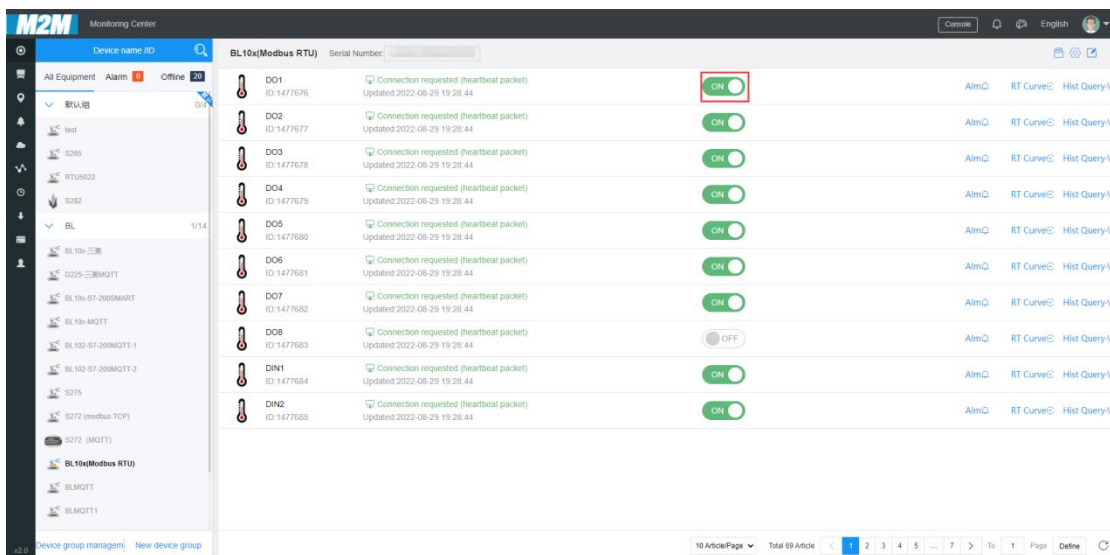 M2M Monitoring Center
Console English
Device name /ID
BL10x(Modbus RTU) Serial Number:
All Equipment Alarm 0 Offline 20
默认组 0/4
test
S265
RTU5022
S282
BL 1/14
BL10x-三惠
D225-三惠MQTT
BL10x-S7-200SMART
BL10x-MQTT
BL102-S7-200MQTT-1
BL102-S7-200MQTT-2
S275
S272 (modbus TCP)
S272 (MQTT)
BL10x(Modbus RTU)
BLMQTT
BLMQTT1
Device group managem New device group
v2.0
DO1 Connection requested (heartbeat packet)
ON
Alm RT Curve Hist Query
ID:1477676 Updated:2022-08-29 19:28:44
DO2 Connection requested (heartbeat packet)
ON
Alm RT Curve Hist Query
ID:1477677 Updated:2022-08-29 19:28:44
DO3 Connection requested (heartbeat packet)
ON
Alm RT Curve Hist Query
ID:1477678 Updated:2022-08-29 19:28:44
DO4 Connection requested (heartbeat packet)
ON
Alm RT Curve Hist Query
ID:1477679 Updated:2022-08-29 19:28:44
DO5 Connection requested (heartbeat packet)
ON
Alm RT Curve Hist Query
ID:1477680 Updated:2022-08-29 19:28:44
DO6 Connection requested (heartbeat packet)
ON
Alm RT Curve Hist Query
ID:1477681 Updated:2022-08-29 19:28:44
DO7 Connection requested (heartbeat packet)
ON
Alm RT Curve Hist Query
ID:1477682 Updated:2022-08-29 19:28:44
DO8 Connection requested (heartbeat packet)
OFF
Alm RT Curve Hist Query
ID:1477683 Updated:2022-08-29 19:28:44
DIN1 Connection requested (heartbeat packet)
ON
Alm RT Curve Hist Query
ID:1477684 Updated:2022-08-29 19:28:44
DIN2 Connection requested (heartbeat packet)
ON
Alm RT Curve Hist Query
ID:1477685 Updated:2022-08-29 19:28:44
10 Article/Page Total 69 Article < 1 2 3 4 5 ... 7 > To 1 Page Define